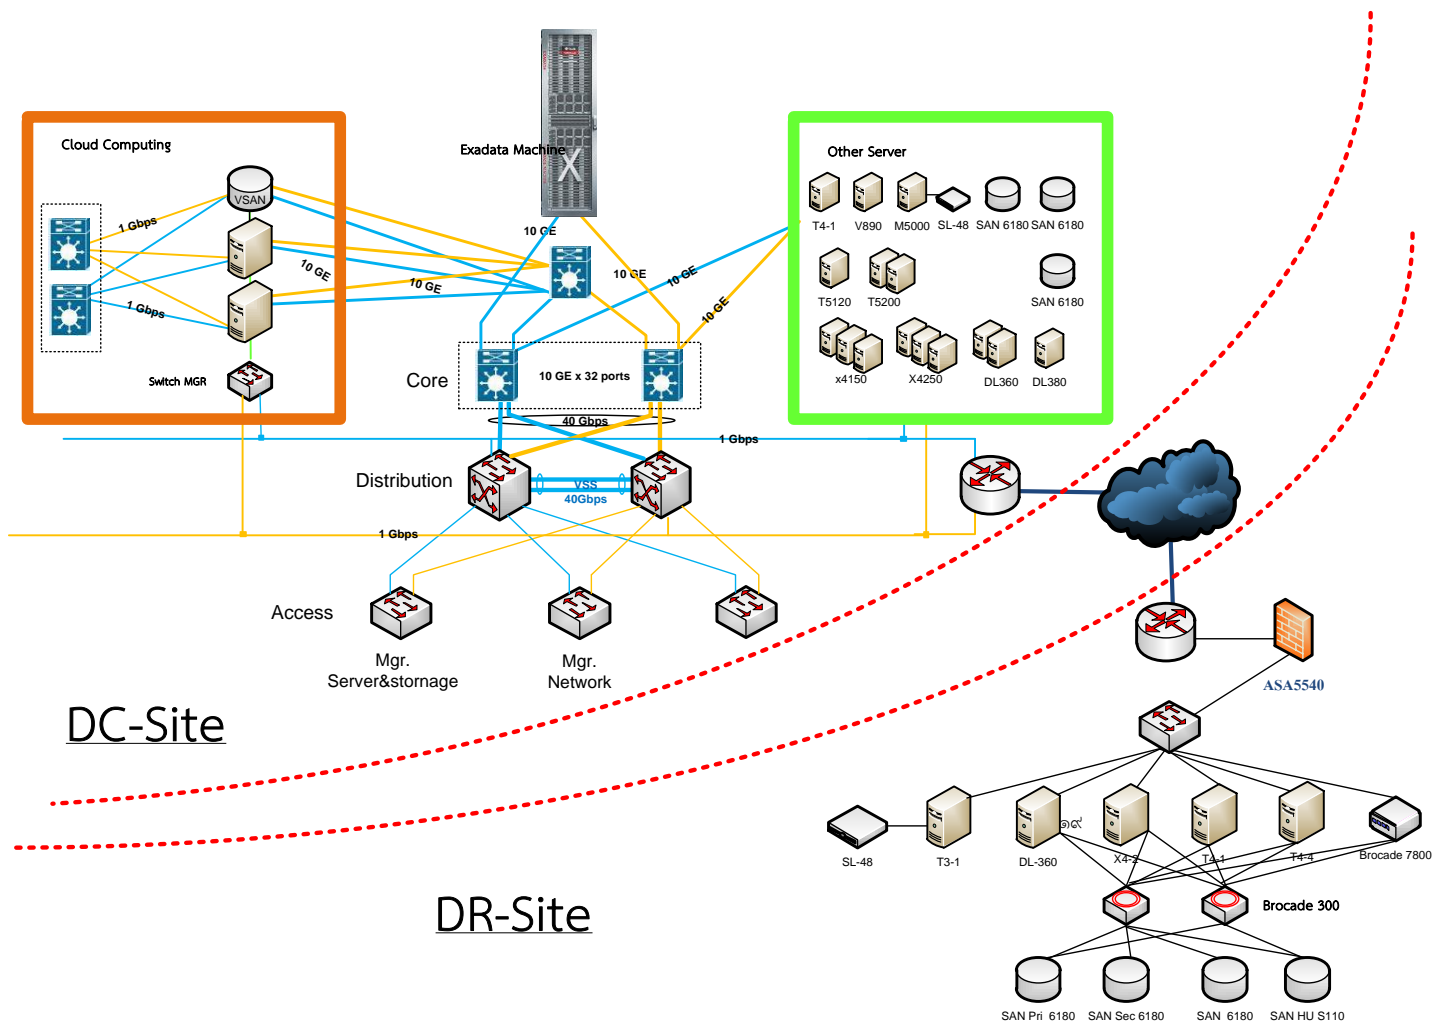 Cloud Computing
Exadata Machine
X
Other Server
VSAN
1 Gbps
10 GE
10 GE
1 Gbps
Switch MGR
10 GE
10 GE
10 GE
10 GE
T4-1
V890
M5000
SL-48
SAN 6180
SAN 6180
T5120
T5200
SAN 6180
x4150
X4250
DL360
DL380
Core
10 GE x 32 ports
40 Gbps
1 Gbps
Distribution
VSS
40Gbps
1 Gbps
Access
Mgr.
Server&stornage
Mgr.
Network
DC-Site
ASA5540
SL-48
T3-1
DL-360
๑๙
X4-2
T4-1
T4-4
Brocade 7800
DR-Site
Brocade 300
SAN Pri 6180
SAN Sec 6180
SAN 6180
SAN HU S110